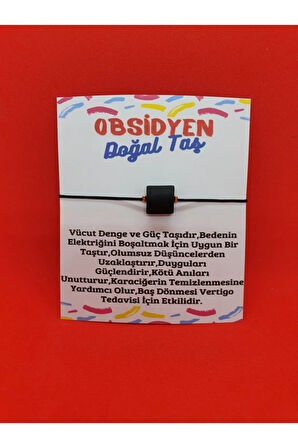 OBSİDYEN
Doğal Taş
Vücut Denge ve Güç Taşıdır,Bedenin
Elektriğini Boşaltmak İçin Uygun Bir
Taştır,Olumsuz Düşüncelerden
Uzaklaştırır,Duyguları
Güçlendirir,Kötü Anıları
Unutturur,Karaciğerin Temizlenmesine
Yardımcı Olur,Baş Dönmesi Vertigo
Tedavisi İçin Etkilidir.